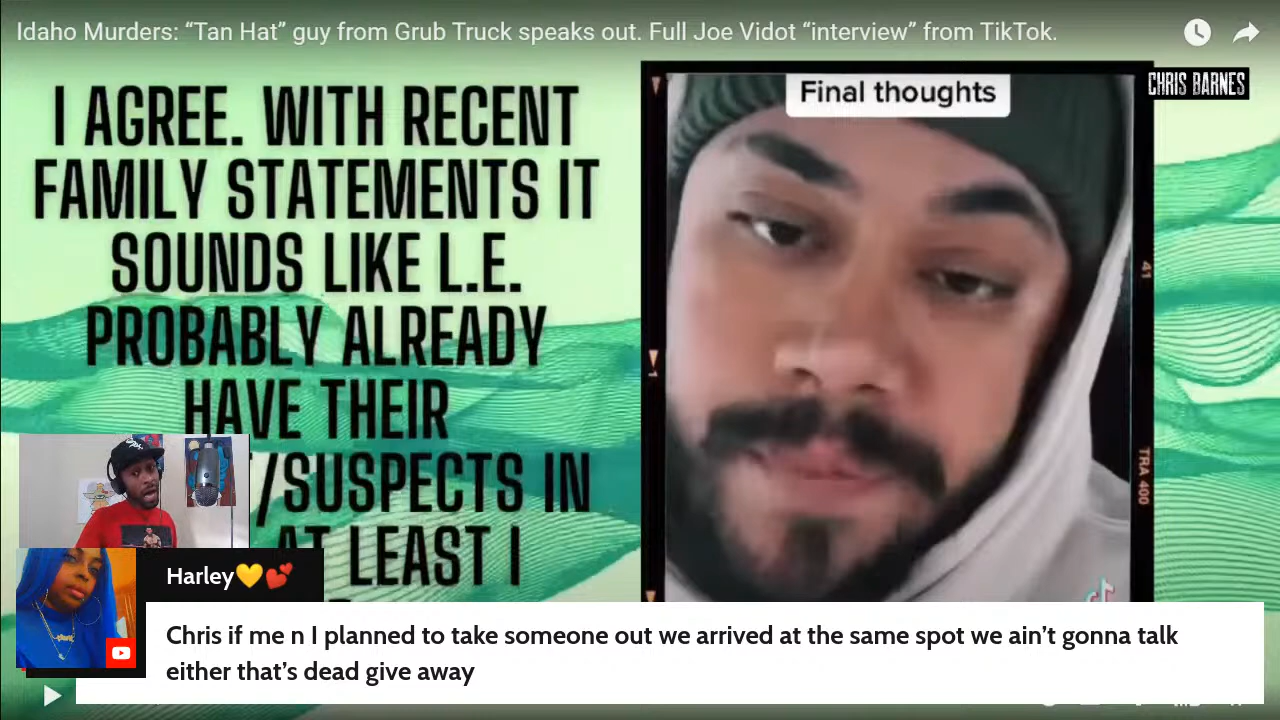 Idaho Murders: “Tan Hat” guy from Grub Truck speaks out. Full Joe Vidot “interview” from TikTok.
CHRIS BARNES
Final thoughts
I AGREE. WITH RECENT
FAMILY STATEMENTS IT
SOUNDS LIKE L.E.
PROBABLY ALREADY
HAVE THEIR
/SUSPECTS IN
AT LEAST I
41
TRA 400
Harley💛💕
Chris if me n I planned to take someone out we arrived at the same spot we ain’t gonna talk
either that’s dead give away